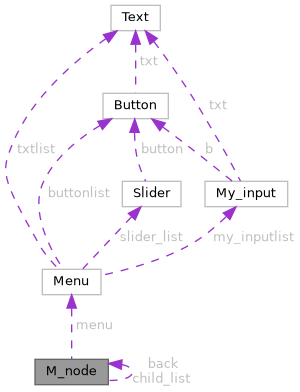 Text
txt
Button
txtlist
buttonlist
button
b
txt
Slider
My_input
slider_list
my_inputlist
Menu
menu
M_node
back
child_list